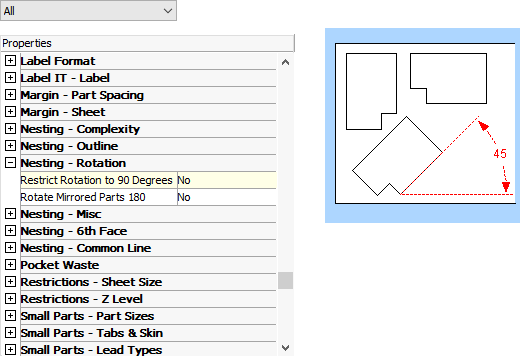 All
Properties
Label Format
Label IT - Label
Margin - Part Spacing
Margin - Sheet
Nesting - Complexity
Nesting - Outline
Nesting - Rotation
Restrict Rotation to 90 Degrees No
Rotate Mirrored Parts 180 No
Nesting - Misc
Nesting - 6th Face
Nesting - Common Line
Pocket Waste
Restrictions - Sheet Size
Restrictions - Z Level
Small Parts - Part Sizes
Small Parts - Tabs & Skin
Small Parts - Lead Types
45